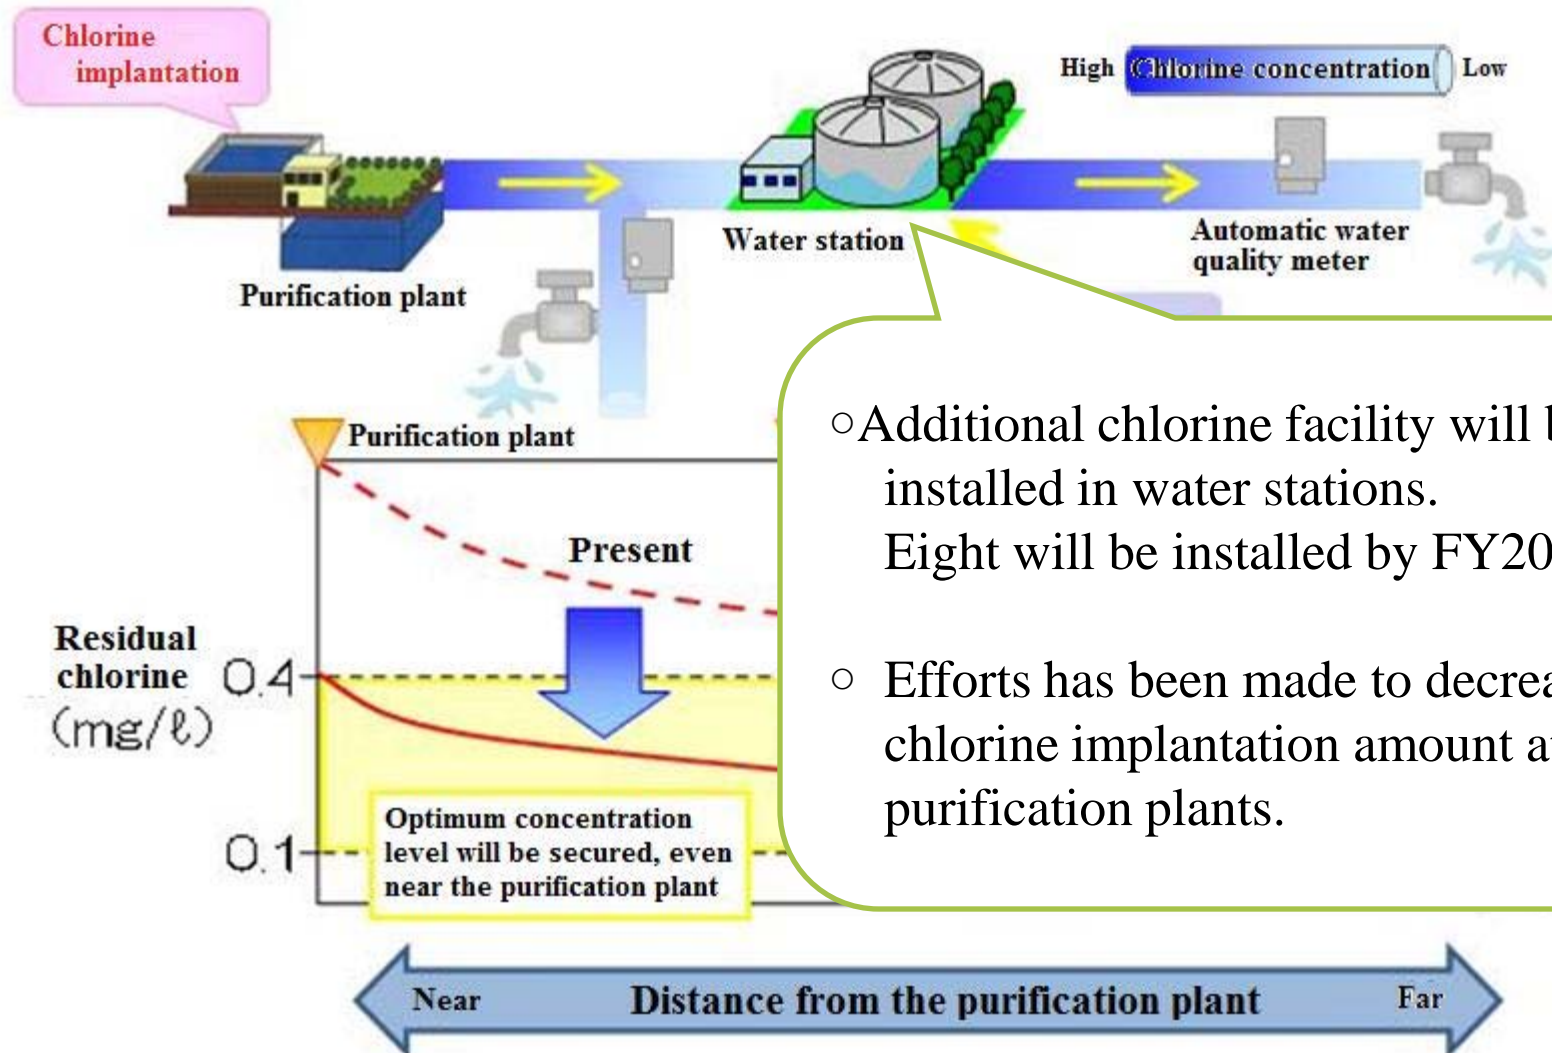 Chlorine
implantation
High Chlorine concentration Low
Water station
Automatic water
quality meter
Purification plant
Purification plant
Present
Residual
chlorine
(mg/ℓ)
0.4
0.1
Optimum concentration
level will be secured, even
near the purification plant
○Additional chlorine facility will
installed in water stations.
Eight will be installed by
○ Efforts has been made to
chlorine implantation amount
purification plants.
Near Distance from the purification plant Far